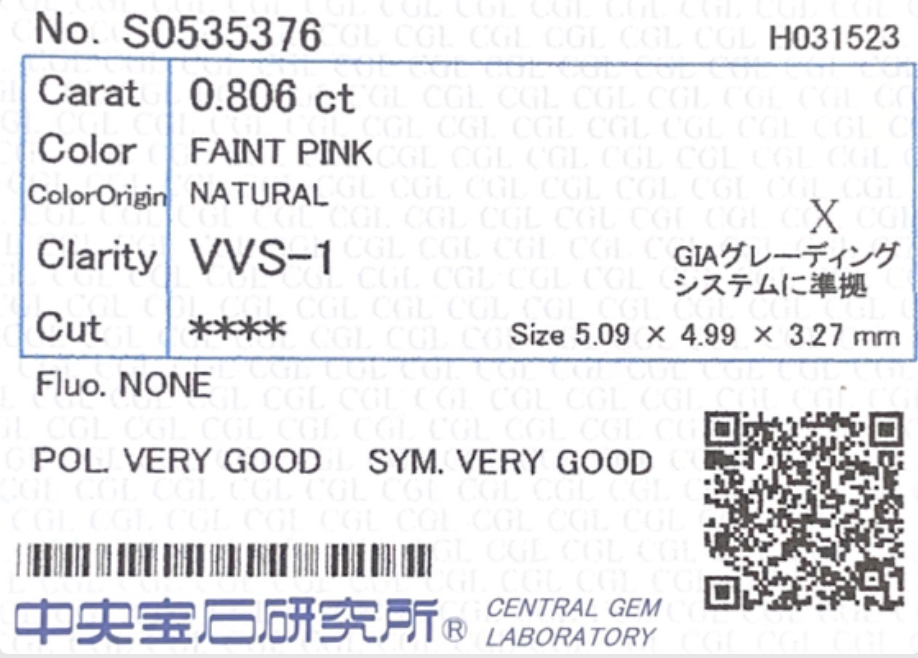 No. S0535376 H031523
Carat 0.806 ct
Color FAINT PINK
ColorOrigin NATURAL
X
Clarity VVS-1
GIAグレーディング
システムに準拠
Cut **** Size 5.09 × 4.99 × 3.27 mm
Fluo. NONE
POL. VERY GOOD SYM. VERY GOOD
中央宝石研究所® CENTRAL GEM
LABORATORY